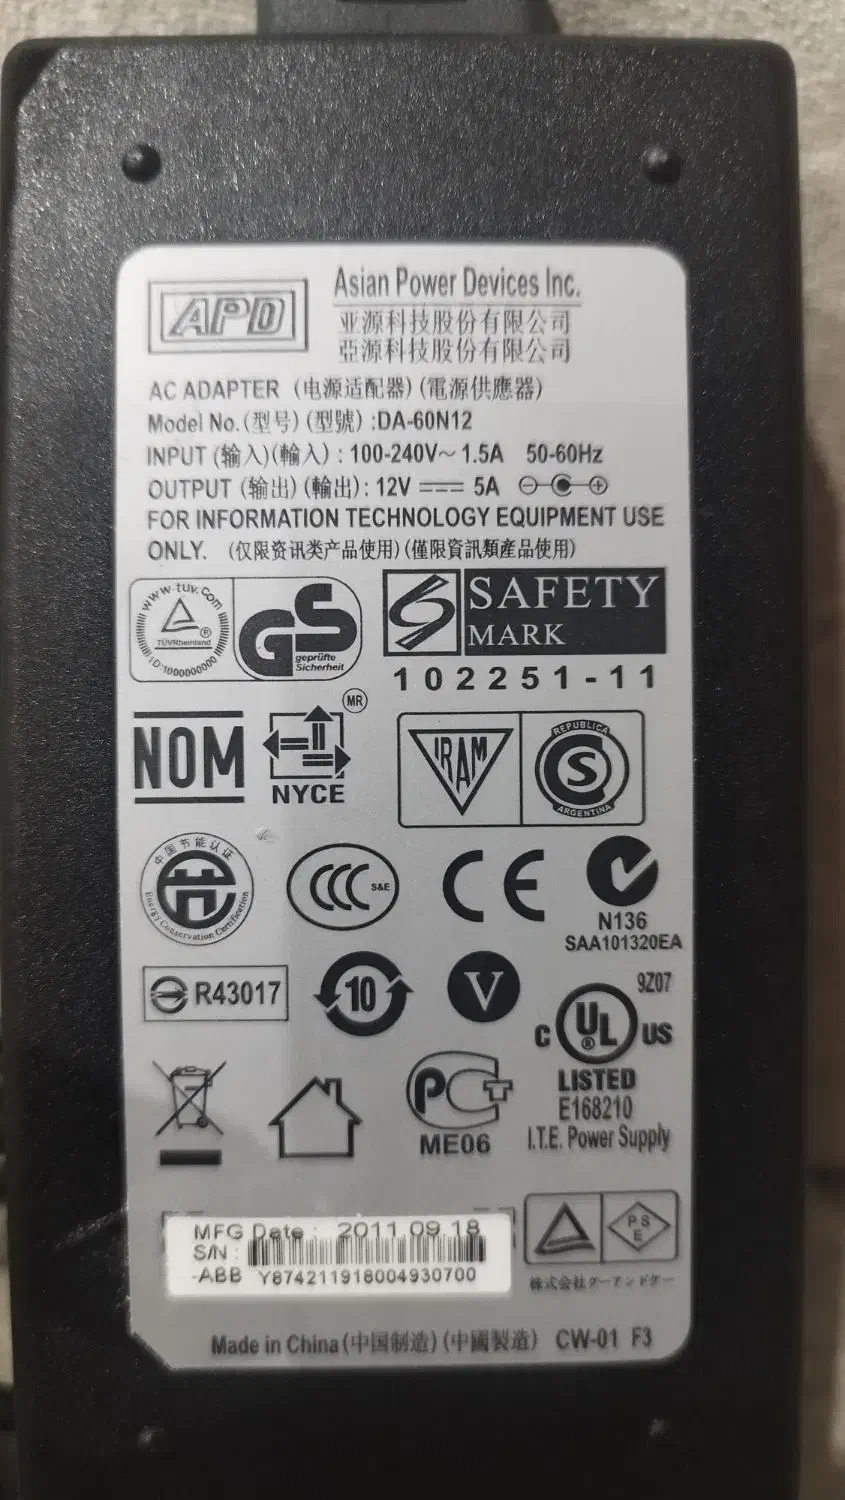 APD
Asian Power Devices Inc.
亚源科技股份有限公司
亞源科技股份有限公司
AC ADAPTER (电源适配器) (電源供應器)
Model No.(型号) (型號) :DA-60N12
INPUT (输入)(輸入) : 100-240V~ 1.5A 50-60Hz
OUTPUT (输出) (輸出) : 12V 5A
FOR INFORMATION TECHNOLOGY EQUIPMENT USE
ONLY. (仅限资讯类产品使用) (僅限資訊類產品使用)
www.tuv.com
TÜVRheinland ®
ID:1000000000
GS
geprüfte
Sicherheit
SAFETY
MARK
102251-11
NOM
MR
NYCE
IRAM
REPUBLICA
S
ARGENTINA
中国节能认证
Energy Conservation Certification
CCC S&E
CE
N136
SAA101320EA
R43017
10
V
9Z07
C UL ® US
LISTED
E168210
I.T.E. Power Supply
PCT
ME06
MFG Date : 2011.09.18
S/N :
-ABB Y874211918004930700
PSE
株式会社
Made in China (中国制造) (中國製造) CW-01 F3